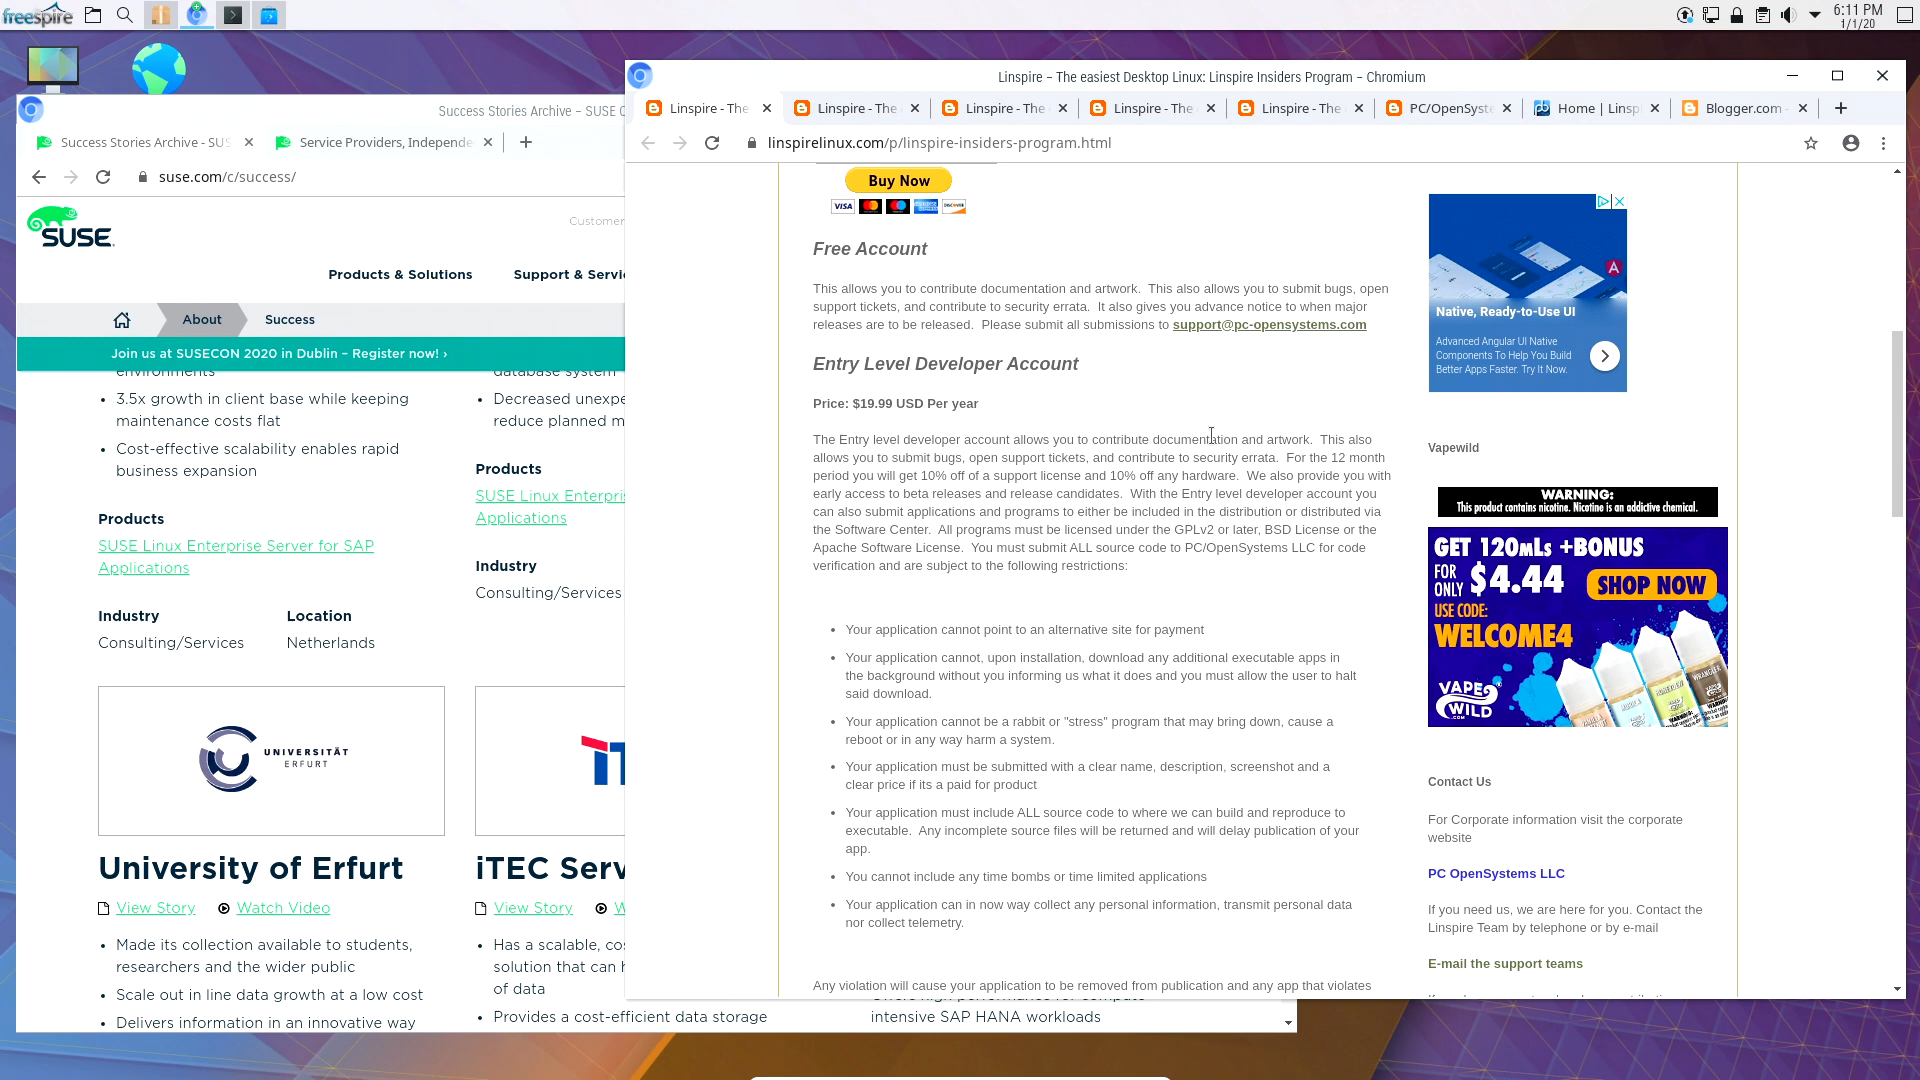 freespire
6:11 PM
1/1/20
Success Stories Archive – SUSE C
Success Stories Archive - SUS
Service Providers, Independe
suse.com/c/success/
SUSE
Customer
Products & Solutions
Support & Servic
About
Success
Join us at SUSECON 2020 in Dublin – Register now! ›
environments
• 3.5x growth in client base while keeping
maintenance costs flat
• Cost-effective scalability enables rapid
business expansion
Products
SUSE Linux Enterprise Server for SAP
Applications
Industry
Location
Consulting/Services
Netherlands
UNIVERSITÄT
ERFURT
University of Erfurt
View Story
Watch Video
• Made its collection available to students,
researchers and the wider public
• Scale out in line data growth at a low cost
• Delivers information in an innovative way
database system
• Decreased unexpe
reduce planned m
Products
SUSE Linux Enterpris
Applications
Industry
Consulting/Services
iTEC Serv
View Story
W
• Has a scalable, cos
solution that can h
of data
• Provides a cost-efficient data storage
intensive SAP HANA workloads
Linspire – The easiest Desktop Linux: Linspire Insiders Program – Chromium
Linspire - The
Linspire - The
Linspire - The
Linspire - The
Linspire - The
PC/OpenSyste
Home | Linsp
Blogger.com -
linspirelinux.com/p/linspire-insiders-program.html
Buy Now
VISA
DISCOVER
Free Account
This allows you to contribute documentation and artwork.  This also allows you to submit bugs, open
support tickets, and contribute to security errata.  It also gives you advance notice to when major
releases are to be released.  Please submit all submissions to support@pc-opensystems.com
Entry Level Developer Account
Price: $19.99 USD Per year
The Entry level developer account allows you to contribute documentation and artwork.  This also
allows you to submit bugs, open support tickets, and contribute to security errata.  For the 12 month
period you will get 10% off of a support license and 10% off any hardware.  We also provide you with
early access to beta releases and release candidates.  With the Entry level developer account you
can also submit applications and programs to either be included in the distribution or distributed via
the Software Center.  All programs must be licensed under the GPLv2 or later, BSD License or the
Apache Software License.  You must submit ALL source code to PC/OpenSystems LLC for code
verification and are subject to the following restrictions:
• Your application cannot point to an alternative site for payment
• Your application cannot, upon installation, download any additional executable apps in
the background without you informing us what it does and you must allow the user to halt
said download.
• Your application cannot be a rabbit or "stress" program that may bring down, cause a
reboot or in any way harm a system.
• Your application must be submitted with a clear name, description, screenshot and a
clear price if its a paid for product
• Your application must include ALL source code to where we can build and reproduce to
executable.  Any incomplete source files will be returned and will delay publication of your
app.
• You cannot include any time bombs or time limited applications
• Your application can in now way collect any personal information, transmit personal data
nor collect telemetry.
Any violation will cause your application to be removed from publication and any app that violates
Native, Ready-to-Use UI
Advanced Angular UI Native
Components To Help You Build
Better Apps Faster. Try It Now.
Vapewild
WARNING:
This product contains nicotine. Nicotine is an addictive chemical.
GET 120MLS +BONUS
FOR ONLY $4.44
SHOP NOW
USE CODE:
WELCOME4
VAPE WILD
.COM
Contact Us
For Corporate information visit the corporate
website
PC OpenSystems LLC
If you need us, we are here for you. Contact the
Linspire Team by telephone or by e-mail
E-mail the support teams